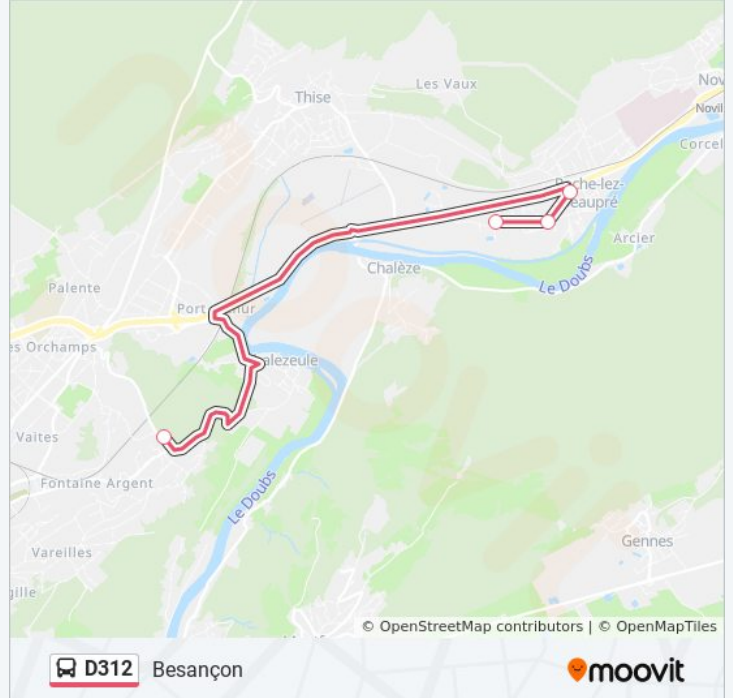 Thise
Les Vaux
Nov
Novil
Corcel
Roche-lez-
Beaupré
Arcier
Chalèze
Le Doubs
Palente
Port
s Orchamps
alezeule
Vaites
Fontaine Argent
Le Doubs
Vareilles
Gennes
gille
© OpenStreetMap contributors | © OpenMapTiles
D312 Besançon
moovit